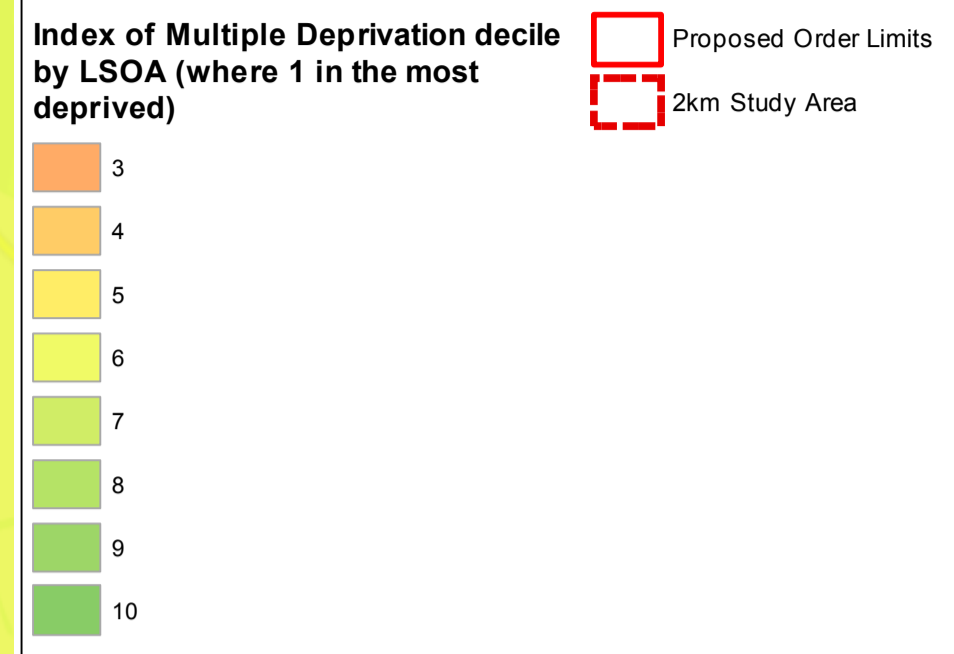 Index of Multiple Deprivation decile
by LSOA (where 1 in the most
deprived)
3
4
5
6
7
8
9
10
Proposed Order Limits
2km Study Area